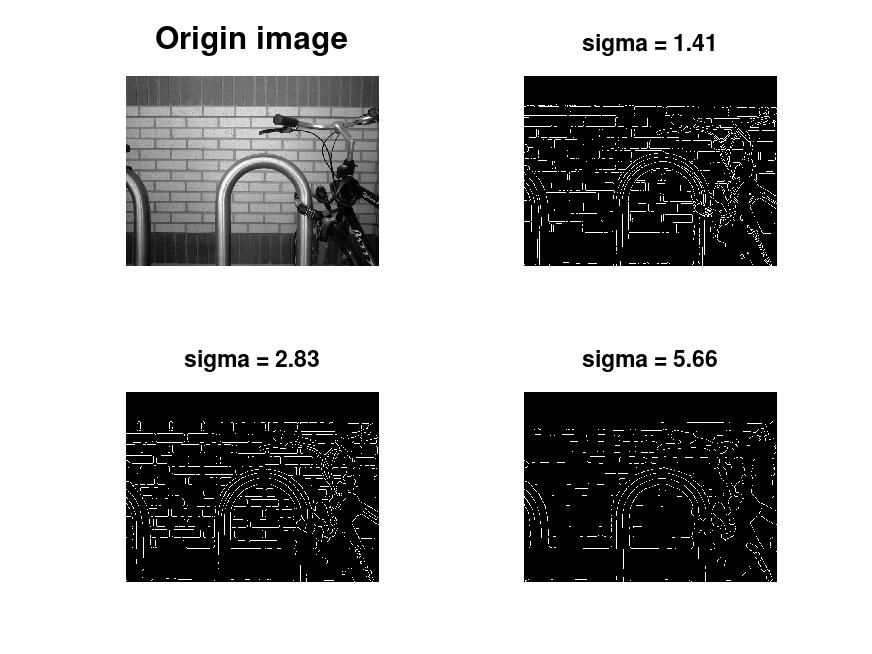 Origin image
sigma = 1.41
sigma = 2.83
sigma = 5.66